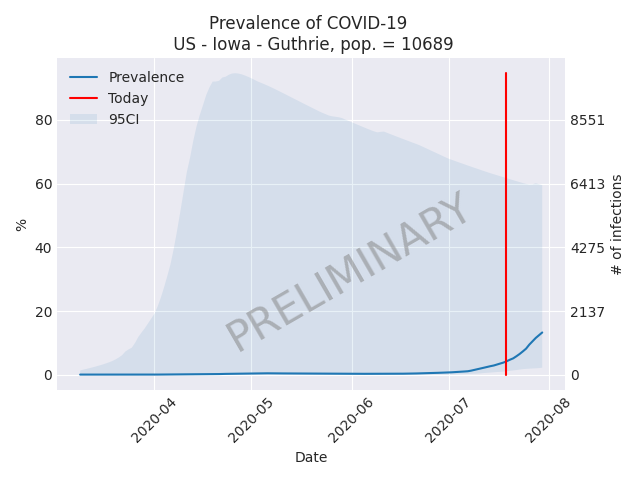 Prevalence of COVID-19
US - Iowa - Guthrie, pop. = 10689
Prevalence
Today
95CI
PRELIMINARY
%
80
60
40
20
0
8551
6413
4275
2137
0
# of infections
2020-04
2020-05
2020-06
2020-07
2020-08
Date